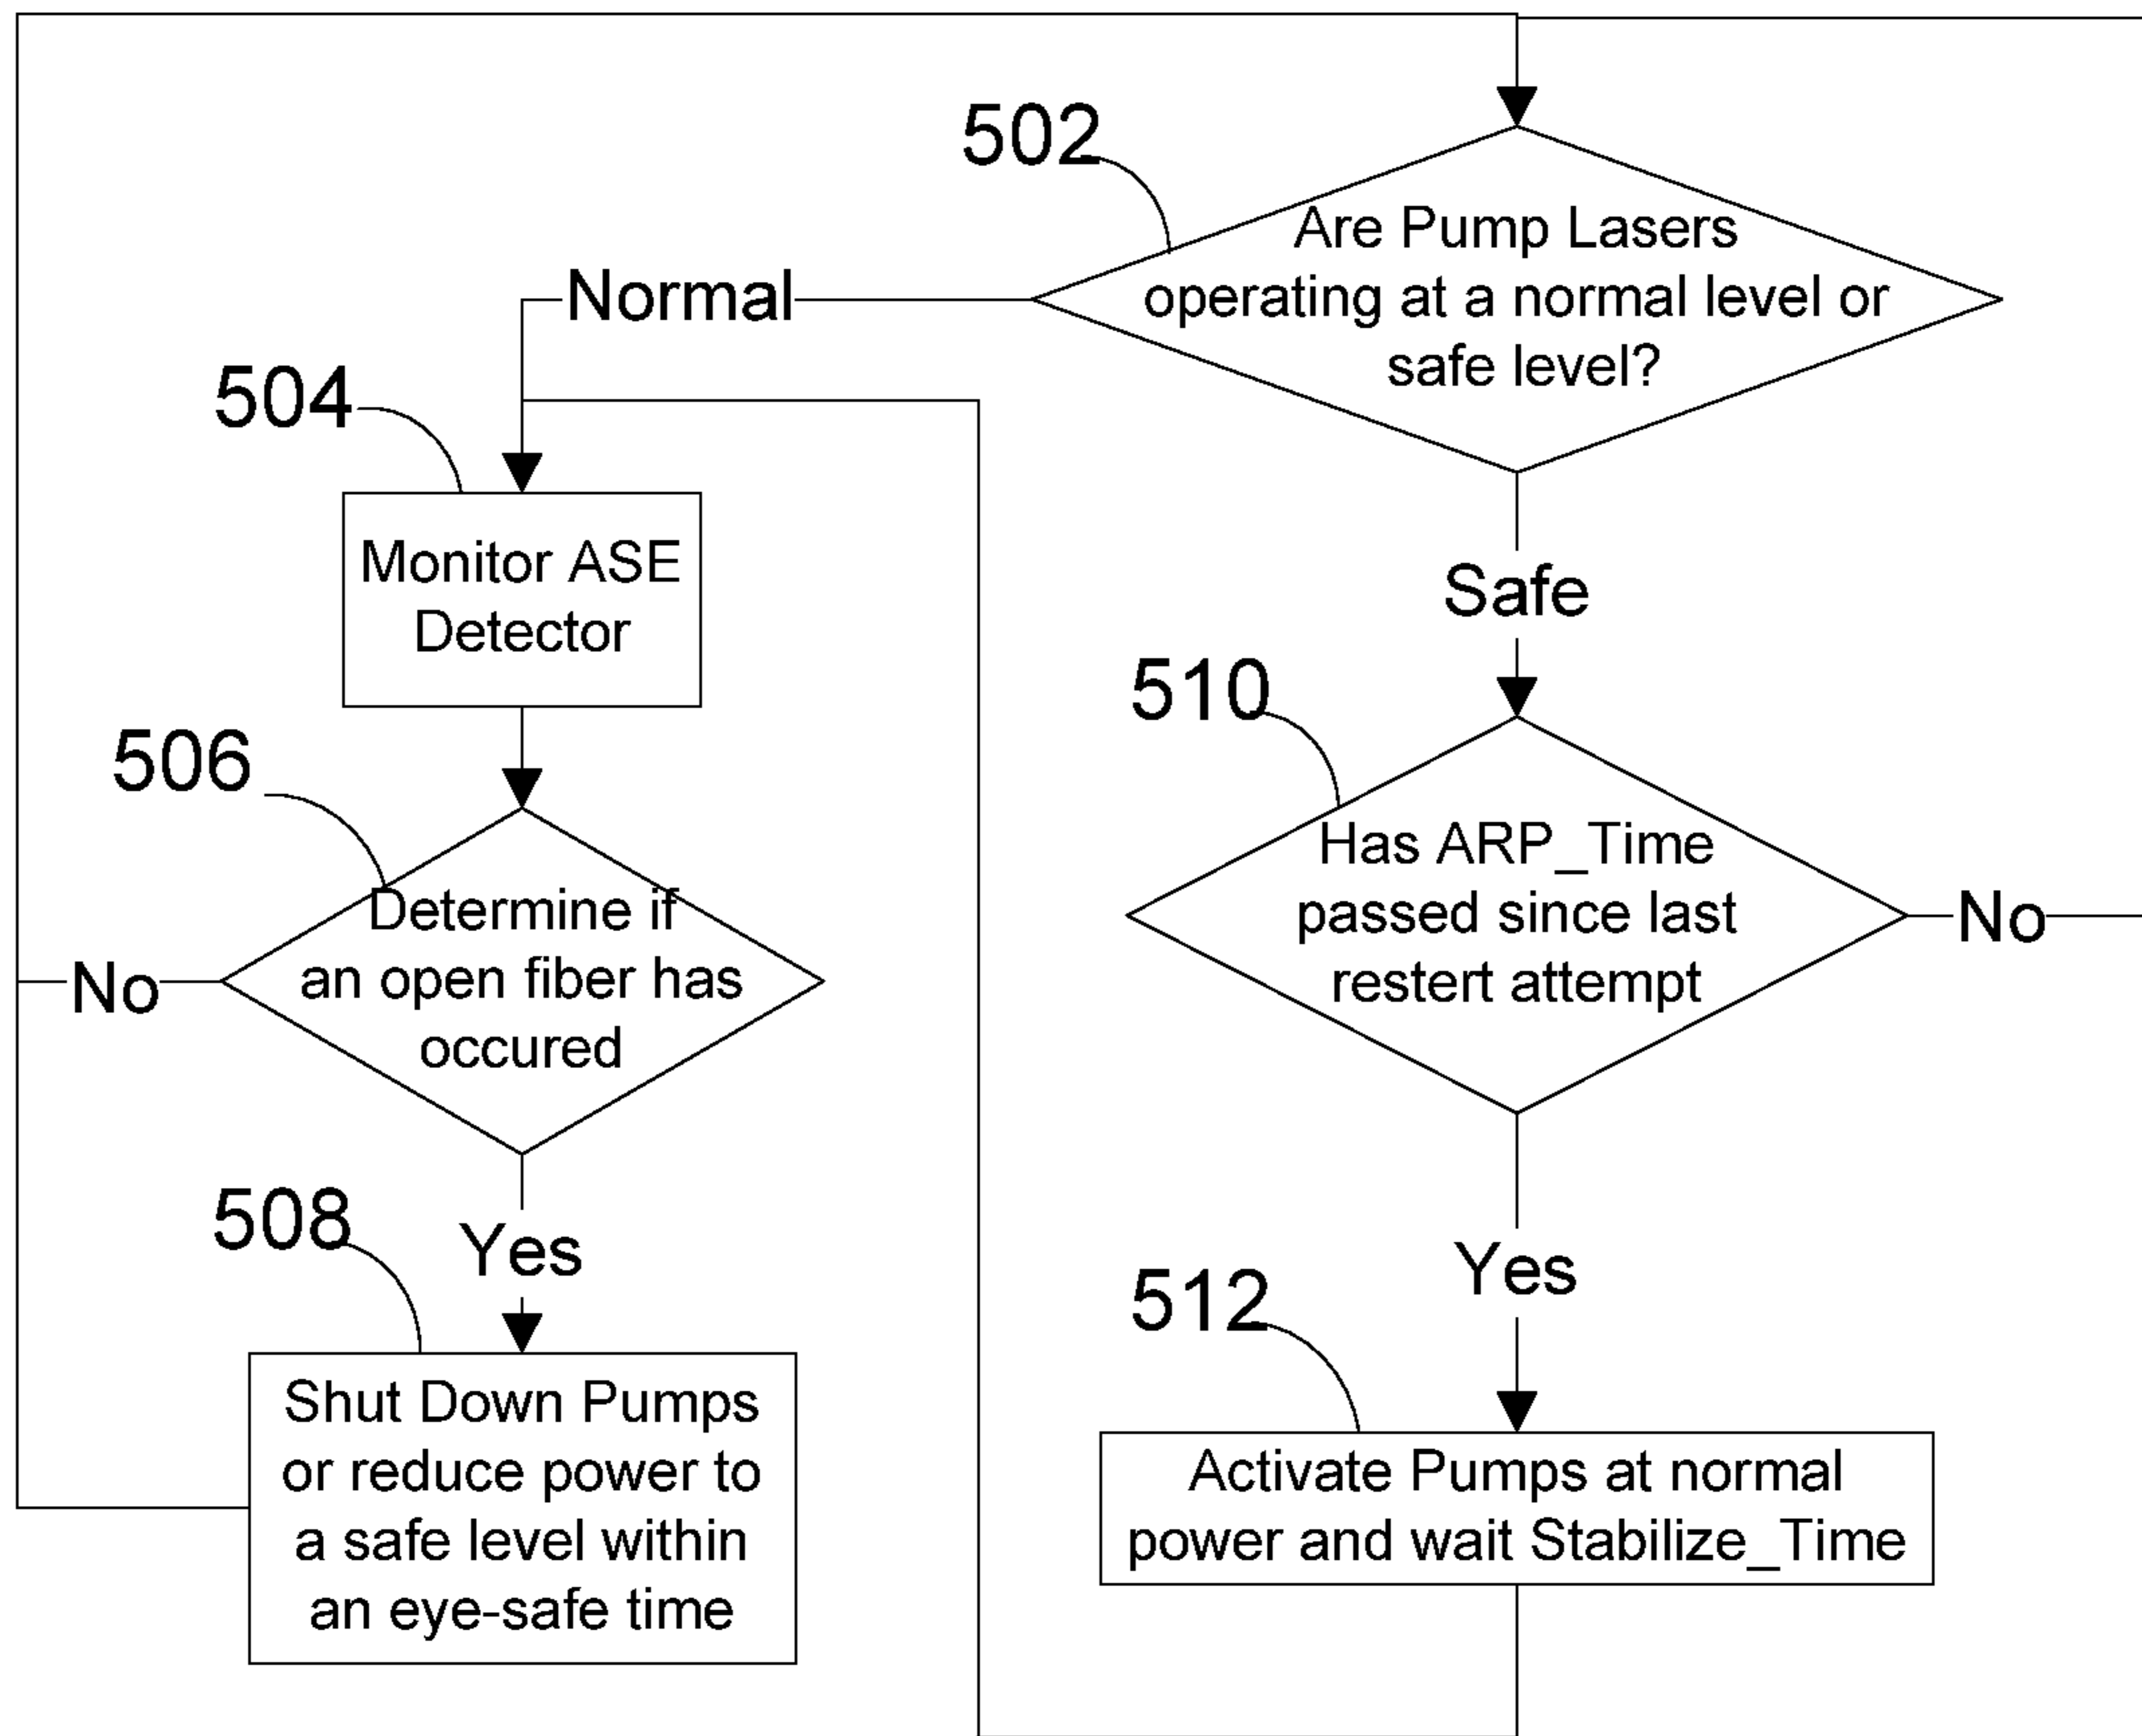 502
Are Pump Lasers
operating at a normal level or
safe level?
Normal
504
Monitor ASE
Detector
Safe
506
Determine if
an open fiber has
occured
No
510
Has ARP_Time
passed since last
restert attempt
No
508
Yes
Shut Down Pumps
or reduce power to
a safe level within
an eye-safe time
Yes
512
Activate Pumps at normal
power and wait Stabilize_Time